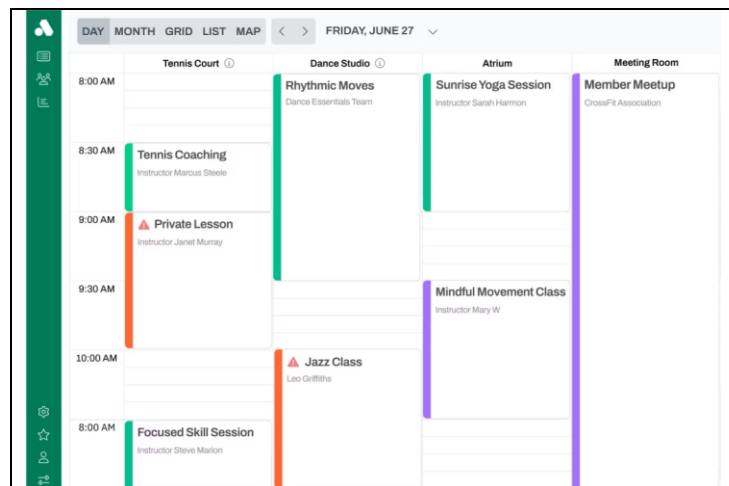 DAY MONTH GRID LIST MAP < > FRIDAY, JUNE 27
Tennis Court Dance Studio Atrium Meeting Room
8:00 AM
Rhythmic Moves
Dance Essentials Team
Sunrise Yoga Session
Instructor Sarah Harmon
Member Meetup
CrossFit Association
8:30 AM
Tennis Coaching
Instructor Marcus Steele
9:00 AM
Private Lesson
Instructor Janet Murray
9:30 AM
Mindful Movement Class
Instructor Mary W
10:00 AM
Jazz Class
Leo Griffiths
8:00 AM
Focused Skill Session
Instructor Steve Marion